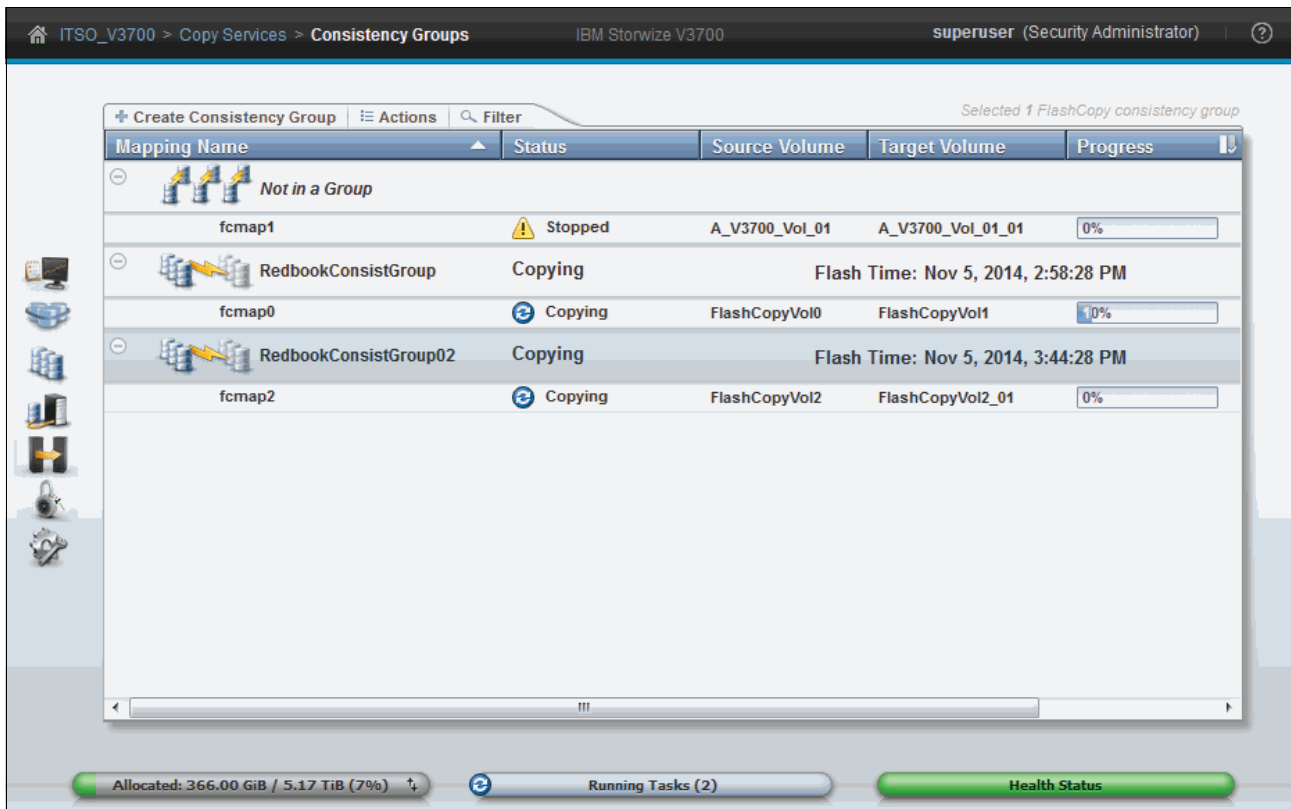 ITSO_V3700 > Copy Services > Consistency Groups IBM Storwize V3700 superuser (Security Administrator) ?
Create Consistency Group Actions Filter Selected 1 FlashCopy consistency group
Mapping Name Status Source Volume Target Volume Progress
Not in a Group
fcmap1 Stopped A_V3700_Vol_01 A_V3700_Vol_01_01 0%
RedbookConsistGroup Copying Flash Time: Nov 5, 2014, 2:58:28 PM
fcmap0 Copying FlashCopyVol0 FlashCopyVol1 10%
RedbookConsistGroup02 Copying Flash Time: Nov 5, 2014, 3:44:28 PM
fcmap2 Copying FlashCopyVol2 FlashCopyVol2_01 0%
Allocated: 366.00 GiB / 5.17 TiB (7%) Running Tasks (2) Health Status